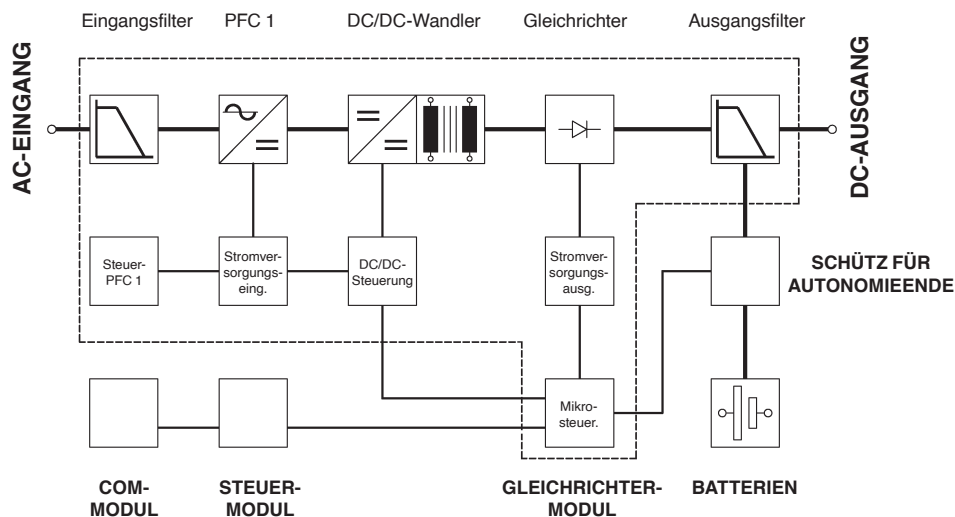 Eingangsfilter
PFC 1
DC/DC-Wandler
Gleichrichter
Ausgangsfilter
AC-EINGANG
DC-AUSGANG
Steuer-
PFC 1
Stromver-
sorgungs-
eing.
DC/DC-
Steuerung
Stromver-
sorgungs-
ausg.
SCHÜTZ FÜR
AUTONOMIEENDE
Mikro-
steuer.
COM-
MODUL
STEUER-
MODUL
GLEICHRICHTER-
MODUL
BATTERIEN